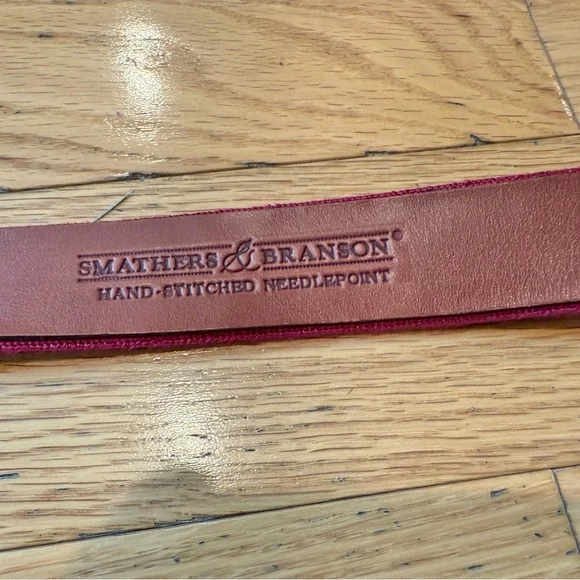 SMATHERS & BRANSON®
HAND-STITCHED NEEDLEPOINT